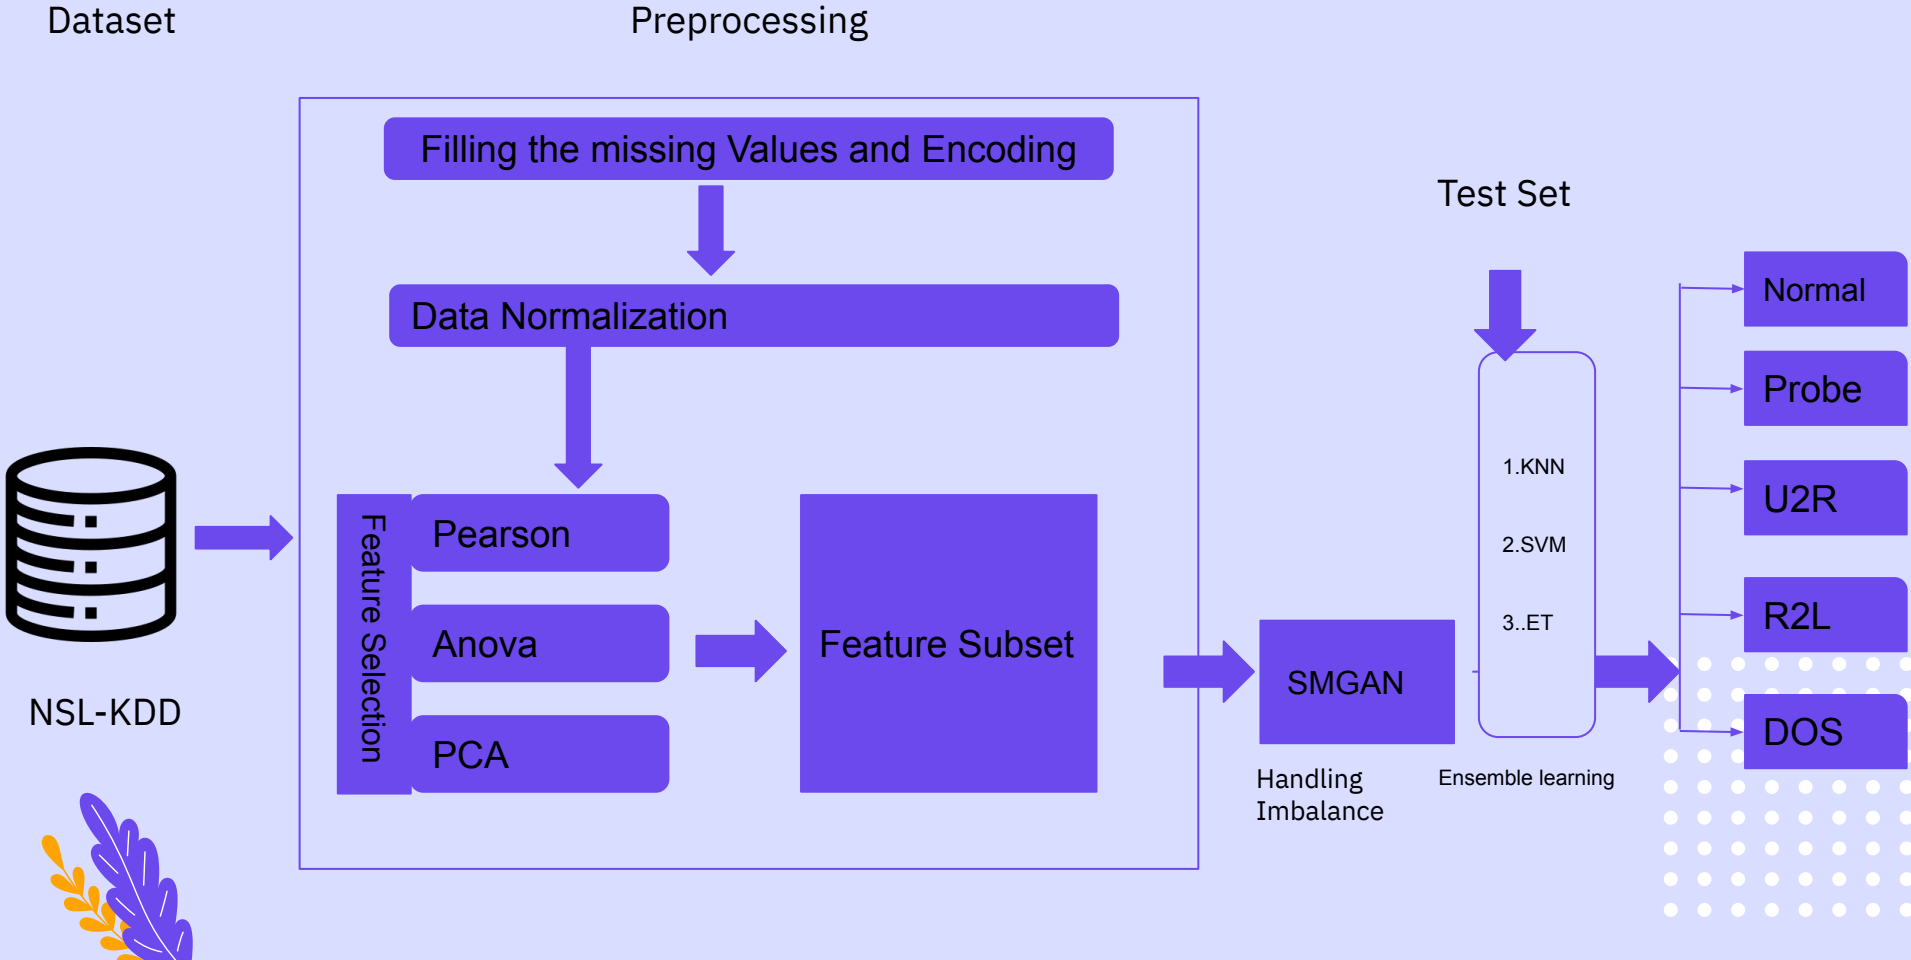 Dataset
Preprocessing
Filling the missing Values and Encoding
Data Normalization
Feature Selection
Pearson
Anova
PCA
Feature Subset
NSL-KDD
SMGAN
Handling
Imbalance
Test Set
1.KNN
2.SVM
3..ET
Ensemble learning
Normal
Probe
U2R
R2L
DOS